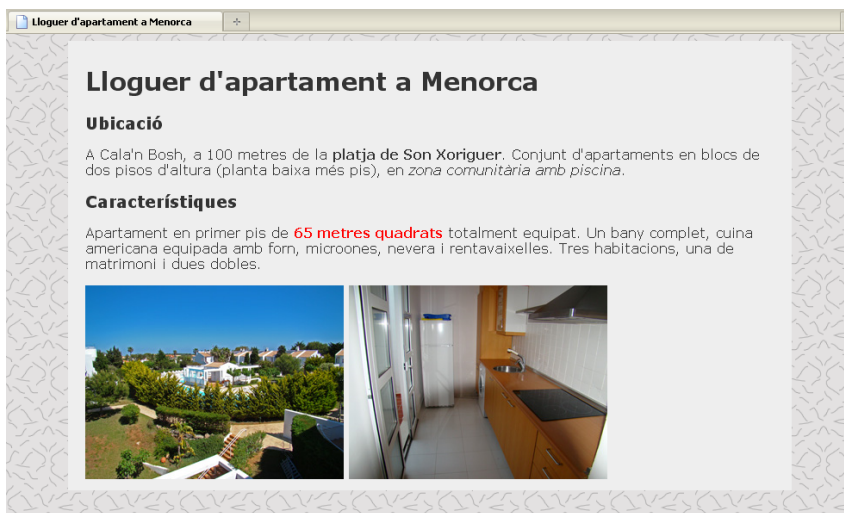 Lloguer d'apartament a Menorca
Lloguer d'apartament a Menorca
Ubicació
A Cala'n Bosh, a 100 metres de la platja de Son Xoriguer. Conjunt d'apartaments en blocs de
dos pisos d'altura (planta baixa més pis), en zona comunitària amb piscina.
Característiques
Apartament en primer pis de 65 metres quadrats totalment equipat. Un bany complet, cuina
americana equipada amb forn, microones, nevera i rentavaixelles. Tres habitacions, una de
matrimoni i dues dobles.